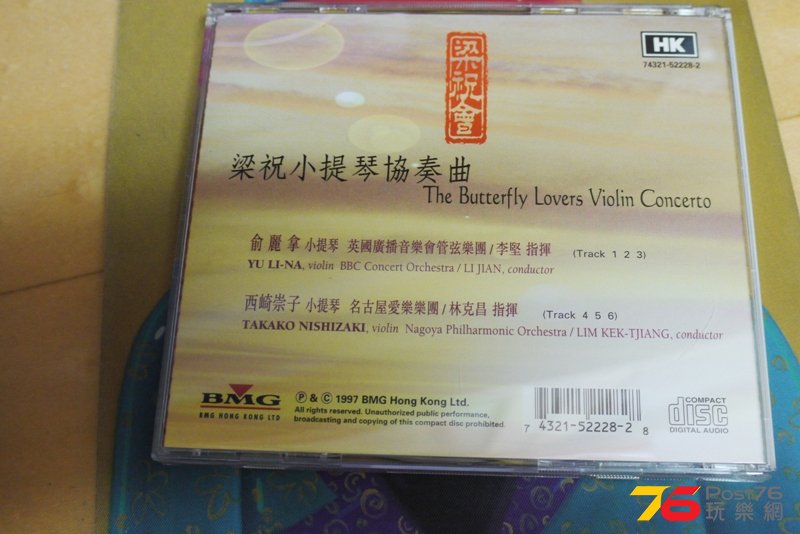 梁祝會
HK
74321-52228-2
梁祝小提琴協奏曲
The Butterfly Lovers Violin Concerto
俞麗拿 小提琴 英國廣播音樂會管弦樂團 / 李堅 指揮 (Track 1 2 3)
YU LI-NA, violin BBC Concert Orchestra / LI JIAN, conductor
西崎崇子 小提琴 名古屋愛樂樂團 / 林克昌 指揮 (Track 4 5 6)
TAKAKO NISHIZAKI, violin Nagoya Philharmonic Orchestra / LIM KEK-TJIANG, conductor
BMG
BMG HONG KONG LTD
Ⓟ & © 1997 BMG Hong Kong Ltd.
All rights reserved. Unauthorized public performance,
broadcasting and copying of this compact disc prohibited.
7 4321-52228-2 8
COMPACT
disc
DIGITAL AUDIO
76 Post76
玩樂網